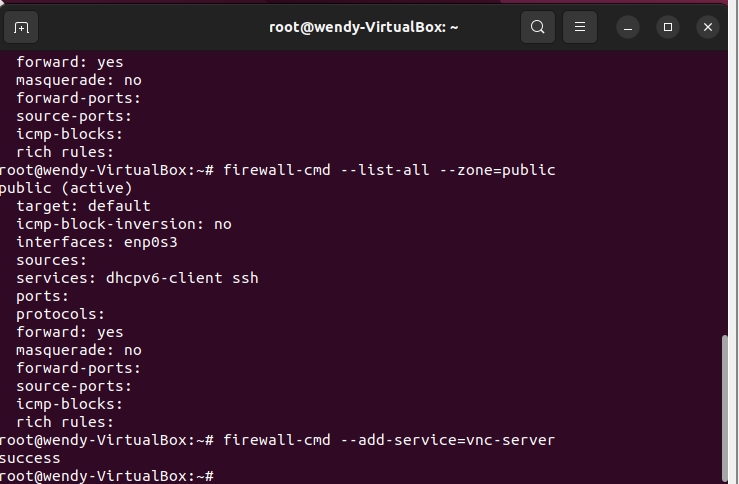 root@wendy-VirtualBox: ~
forward: yes
masquerade: no
forward-ports:
source-ports:
icmp-blocks:
rich rules:
root@wendy-VirtualBox:~# firewall-cmd --list-all --zone=public
public (active)
target: default
icmp-block-inversion: no
interfaces: enp0s3
sources:
services: dhcpv6-client ssh
ports:
protocols:
forward: yes
masquerade: no
forward-ports:
source-ports:
icmp-blocks:
rich rules:
root@wendy-VirtualBox:~# firewall-cmd --add-service=vnc-server
success
root@wendy-VirtualBox:~#